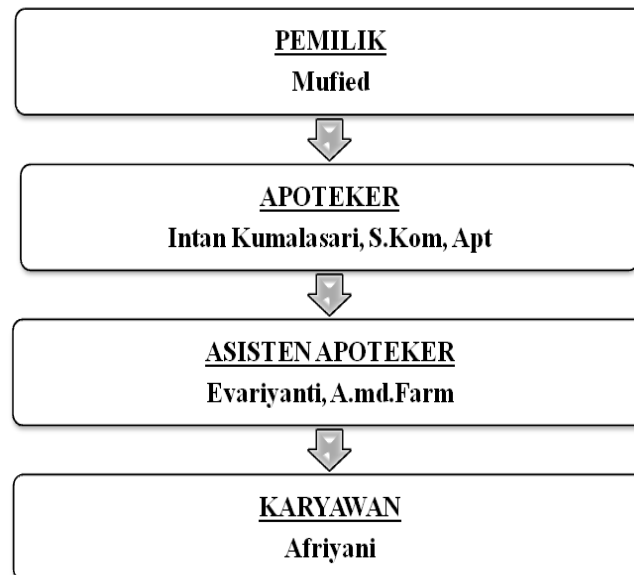 PEMILIK
Mufied
APOTEKER
Intan Kumalasari, S.Kom, Apt
ASISTEN APOTEKER
Evariyanti, A.md.Farm
KARYAWAN
Afriyani